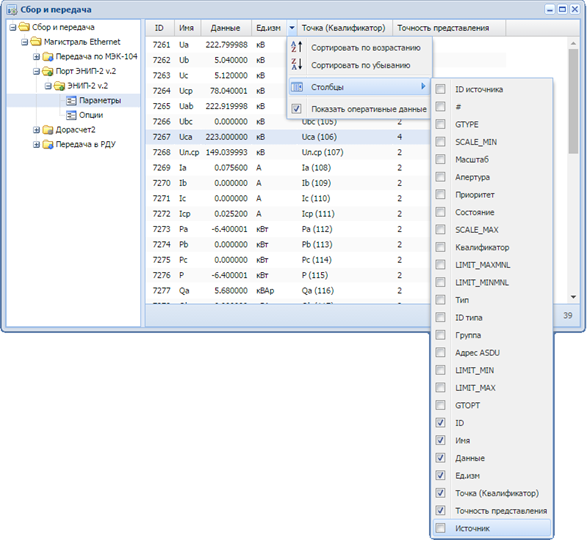 Сбор и передача
Сбор и передача
Магистраль Ethernet
Передача по МЭК-104
Порт ЭНИП-2 v.2
ЭНИП-2 v.2
Параметры
Опции
Дорасчет2
Передача в РДУ
ID Имя Данные Ед.изм Точка (Квалификатор) Точность представления
7261 Ua 222.799988 кВ
7262 Ub 5.040000 кВ
7263 Uc 5.120000 кВ
7264 Ucp 78.040001 кВ
7265 Uab 222.919998 кВ
7266 Ubc 0.000000 кВ Ubc (105) 2
7267 Uca 223.000000 кВ Uca (106) 4
7268 Uл.ср 149.039993 кВ Uл.ср (107) 2
7269 Ia 0.075600 А Ia (108) 2
7270 Ib 0.000000 А Ib (109) 2
7271 Ic 0.000000 А Ic (110) 2
7272 Icp 0.025200 А Icp (111) 2
7273 Pa -6.400001 кВт Pa (112) 2
7274 Pb 0.000000 кВт Pb (113) 2
7275 Pc 0.000000 кВт Pc (114) 2
7276 P -6.400001 кВт P (115) 2
7277 Qa 5.680000 кВАр Qa (116) 2
39
Сортировать по возрастанию
Сортировать по убыванию
Столбцы
Показать оперативные данные
ID источника
#
GTYPE
SCALE_MIN
Масштаб
Апертура
Приоритет
Состояние
SCALE_MAX
Квалификатор
LIMIT_MAXMNL
LIMIT_MINMNL
Тип
ID типа
Группа
Адрес ASDU
LIMIT_MIN
LIMIT_MAX
GTOPT
ID
Имя
Данные
Ед.изм
Точка (Квалификатор)
Точность представления
Источник